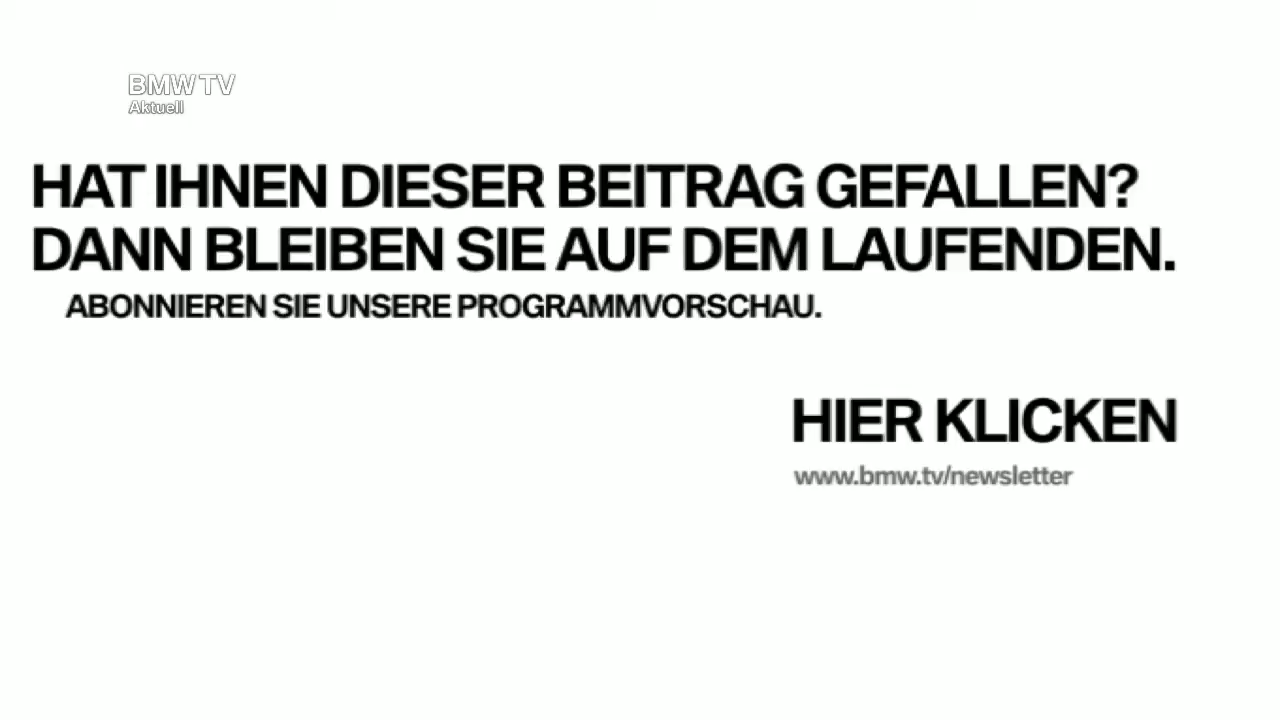 BMW TV
Aktuell
HAT IHNEN DIESER BEITRAG GEFALLEN?
DANN BLEIBEN SIE AUF DEM LAUFENDEN.
ABONNIEREN SIE UNSERE PROGRAMMVORSCHAU.
HIER KLICKEN
www.bmw.tv/newsletter